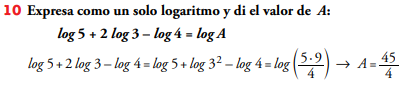 10 Expresa como un solo logaritmo y di el valor de A:
log 5 + 2 log 3 – log 4 = log A
log 5 + 2 log 3 – log 4 = log 5 + log 3² – log 4 = log (5 · 9 / 4) → A = 45/4